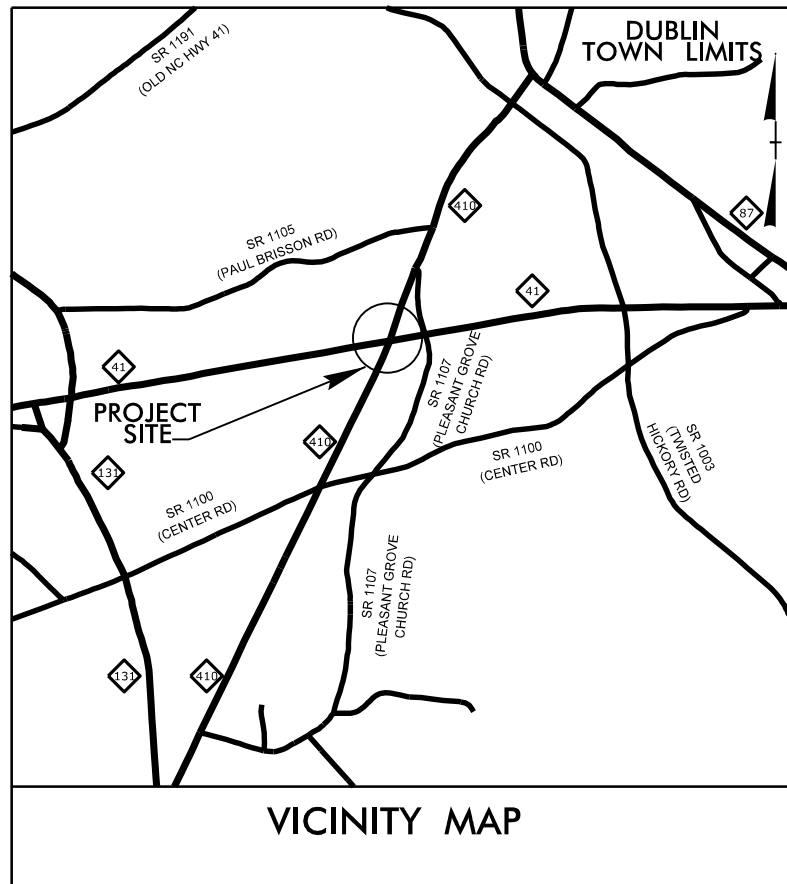 SR 1191
(OLD NC HWY 41)
DUBLIN
TOWN LIMITS
410
87
SR 1105
(PAUL BRISSON RD)
41
41
PROJECT
SITE
SR 1107
(PLEASANT GROVE
CHURCH RD)
410
131
SR 1100
(CENTER RD)
SR 1100
(CENTER RD)
SR 1003
(TWISTED
HICKORY RD)
SR 1107
(PLEASANT GROVE
CHURCH RD)
131
410
VICINITY MAP